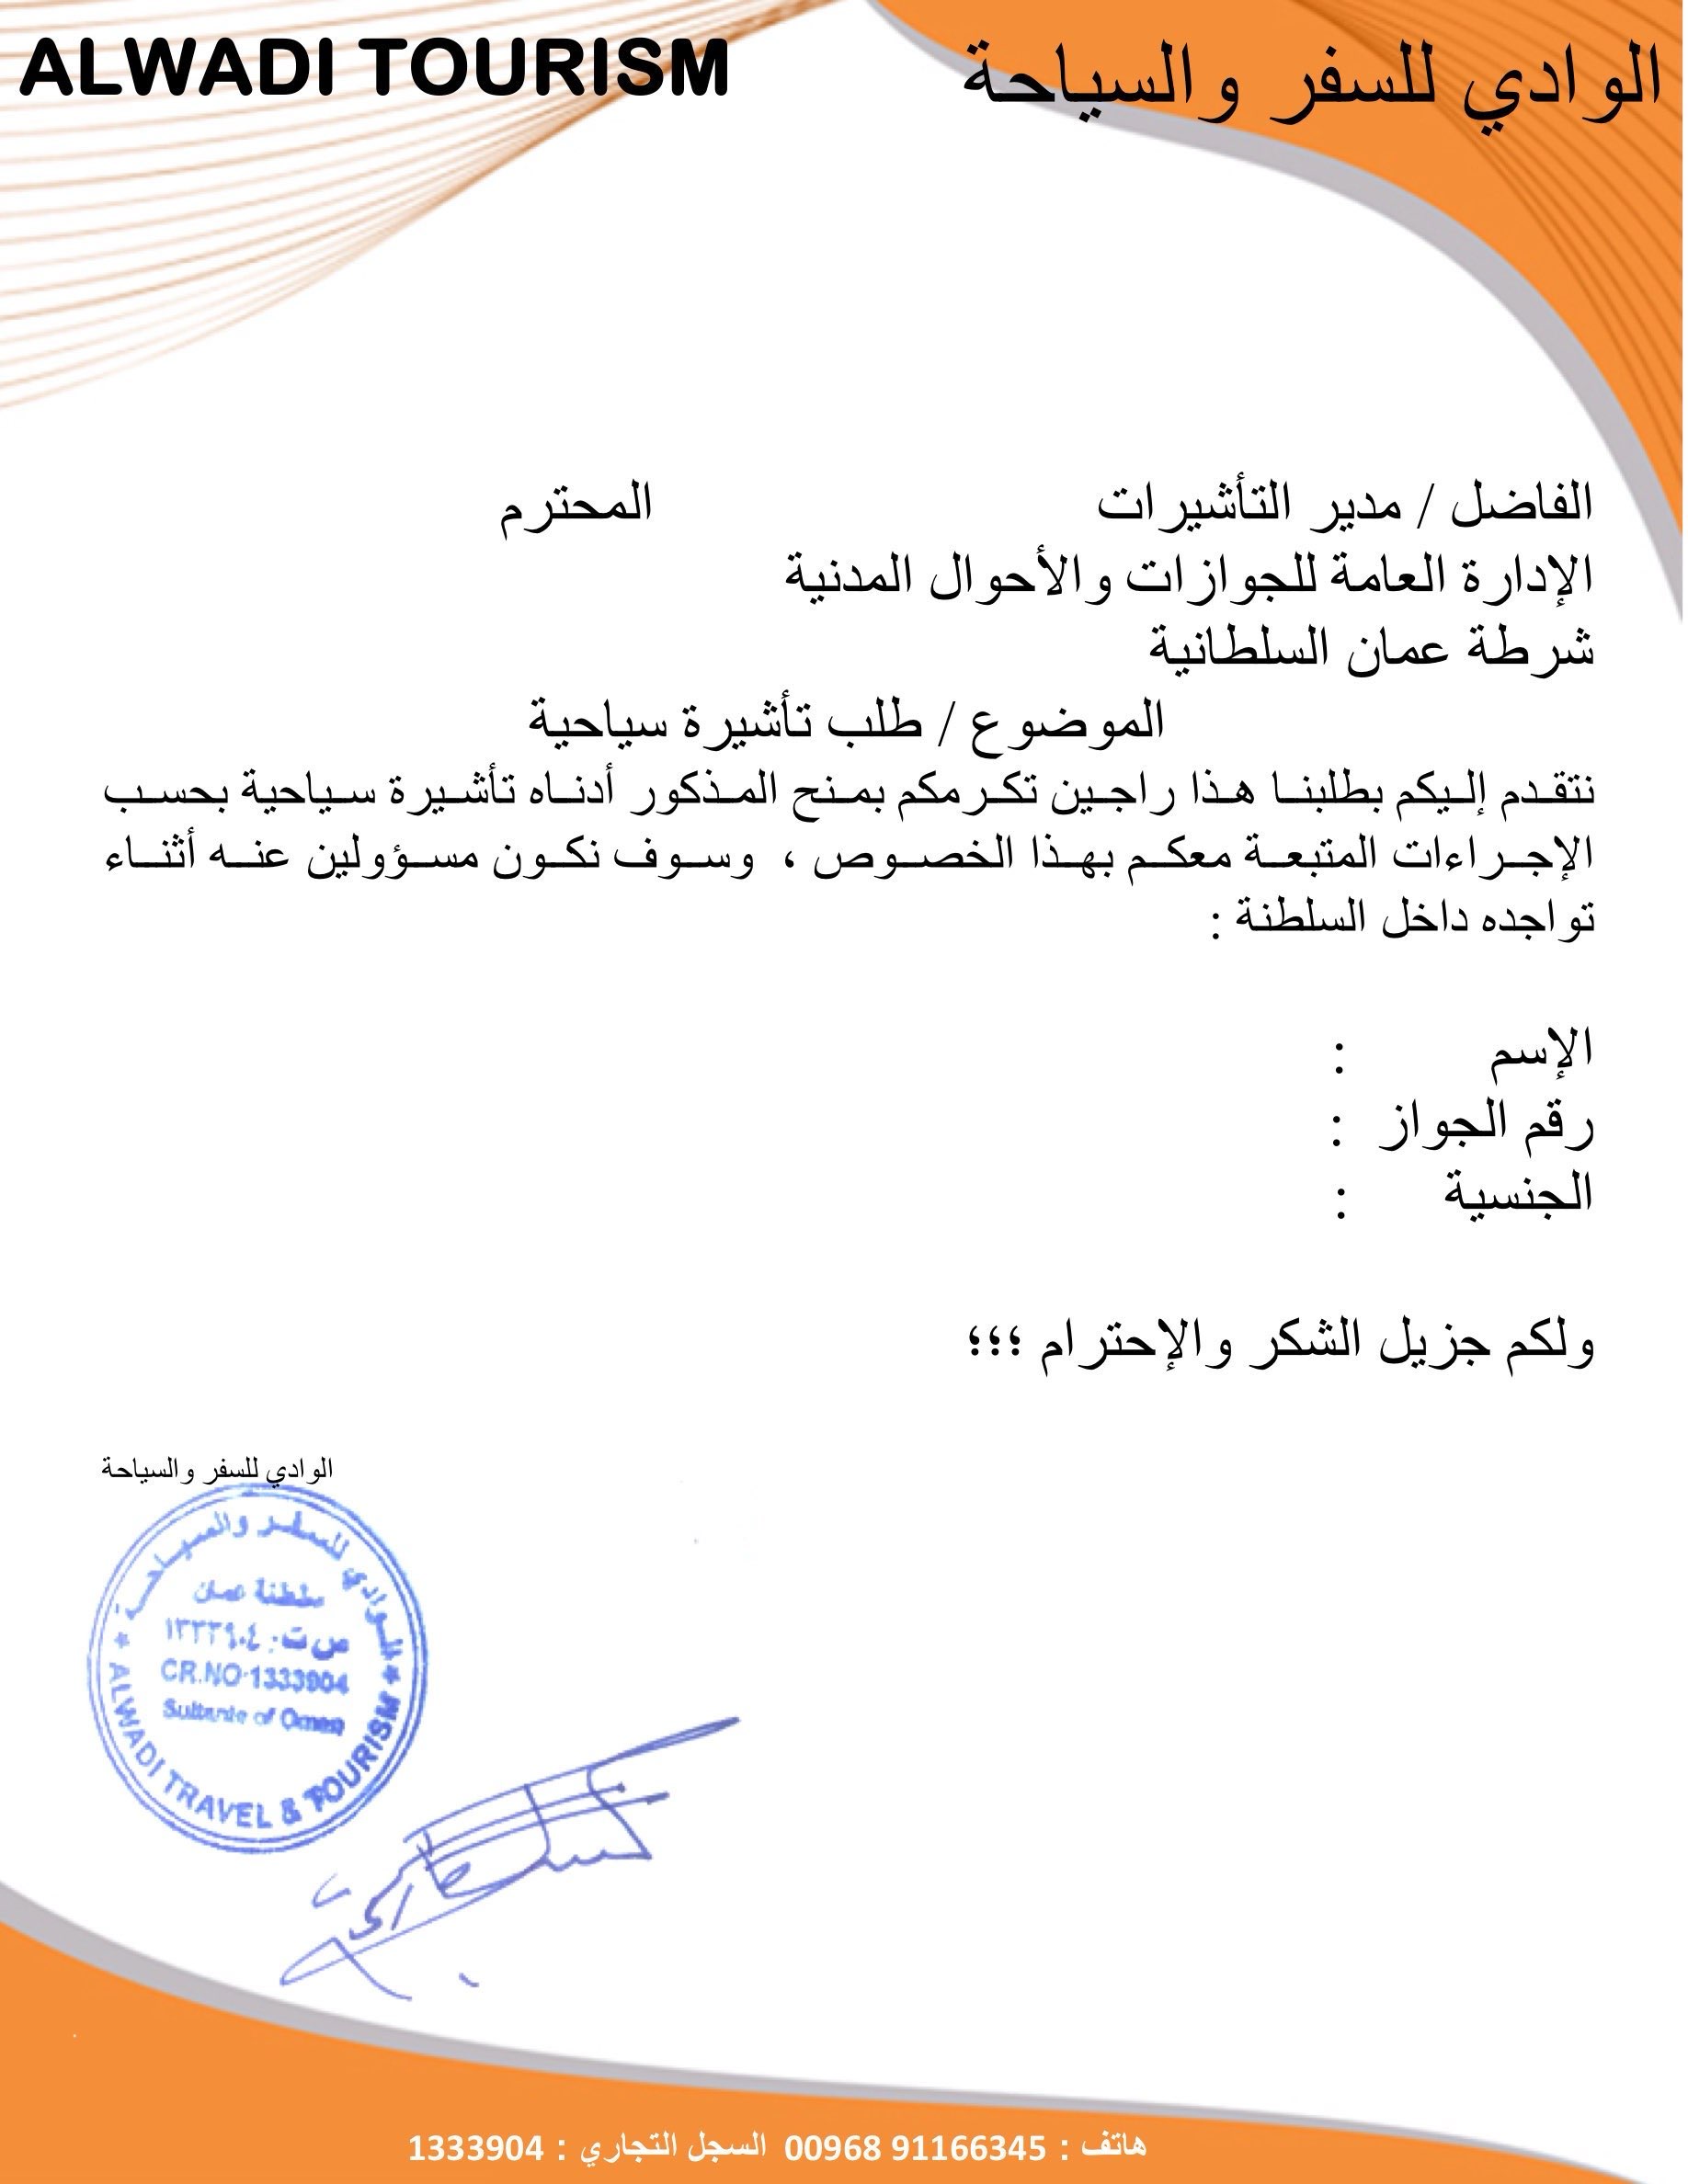 ALWADI TOURISM
الوادي للسفر والسياحة
الفاضل / مدير التأشيرات المحترم
الإدارة العامة للجوازات والأحوال المدنية
شرطة عمان السلطانية
الموضوع / طلب تأشيرة سياحية
نتقدم إليكم بطلبنا هذا راجين تكرمكم بمنح المذكور أدناه تأشيرة سياحية بحسب
الإجراءات المتبعة معكم بهذا الخصوص ، وسوف نكون مسؤولين عنه أثناء
تواجده داخل السلطنة :
الإسم :
رقم الجواز :
الجنسية :
ولكم جزيل الشكر والإحترام ؛؛؛
الوادي للسفر والسياحة
الوادي للسفر والسياحة
سلطنة عمان
س ت: ١٣٣٣٩٠٤
CR.NO:1333904
Sultanate of Oman
ALWADI TRAVEL & TOURISM
هاتف : 00968 91166345 السجل التجاري : 1333904